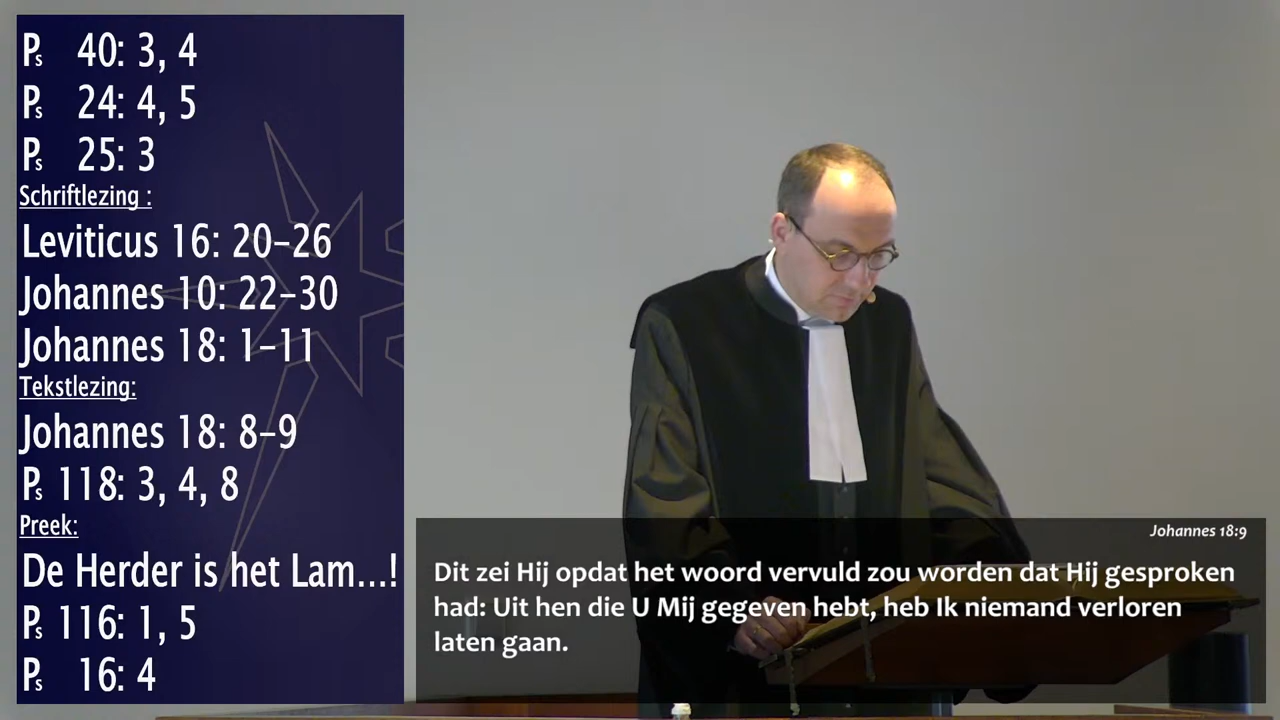 Ps 40: 3, 4
Ps 24: 4, 5
Ps 25: 3
Schriftlezing :
Leviticus 16: 20-26
Johannes 10: 22-30
Johannes 18: 1-11
Tekstlezing:
Johannes 18: 8-9
Ps 118: 3, 4, 8
Preek:
De Herder is het Lam...!
Ps 116: 1, 5
Ps 16: 4
Johannes 18:9
Dit zei Hij opdat het woord vervuld zou worden dat Hij gesproken
had: Uit hen die U Mij gegeven hebt, heb Ik niemand verloren
laten gaan.